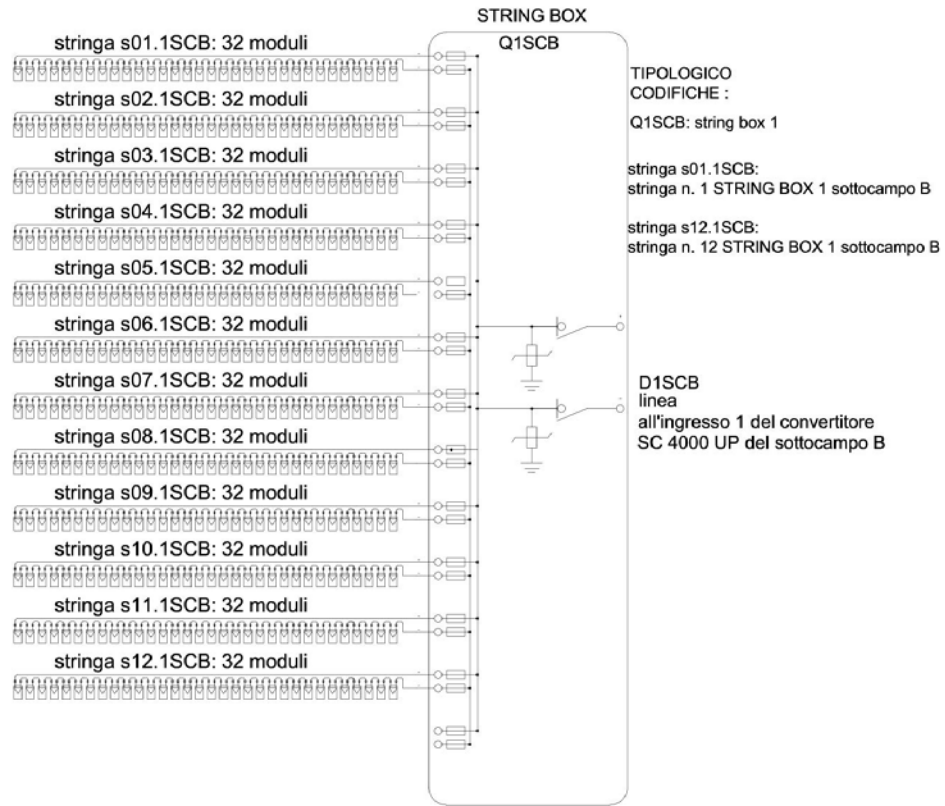 STRING BOX
Q1SCB
stringa s01.1SCB: 32 moduli
stringa s02.1SCB: 32 moduli
stringa s03.1SCB: 32 moduli
stringa s04.1SCB: 32 moduli
stringa s05.1SCB: 32 moduli
stringa s06.1SCB: 32 moduli
stringa s07.1SCB: 32 moduli
stringa s08.1SCB: 32 moduli
stringa s09.1SCB: 32 moduli
stringa s10.1SCB: 32 moduli
stringa s11.1SCB: 32 moduli
stringa s12.1SCB: 32 moduli
TIPOLOGICO
CODIFICHE :
Q1SCB: string box 1
stringa s01.1SCB:
stringa n. 1 STRING BOX 1 sottocampo B
stringa s12.1SCB:
stringa n. 12 STRING BOX 1 sottocampo B
D1SCB
linea
all'ingresso 1 del convertitore
SC 4000 UP del sottocampo B